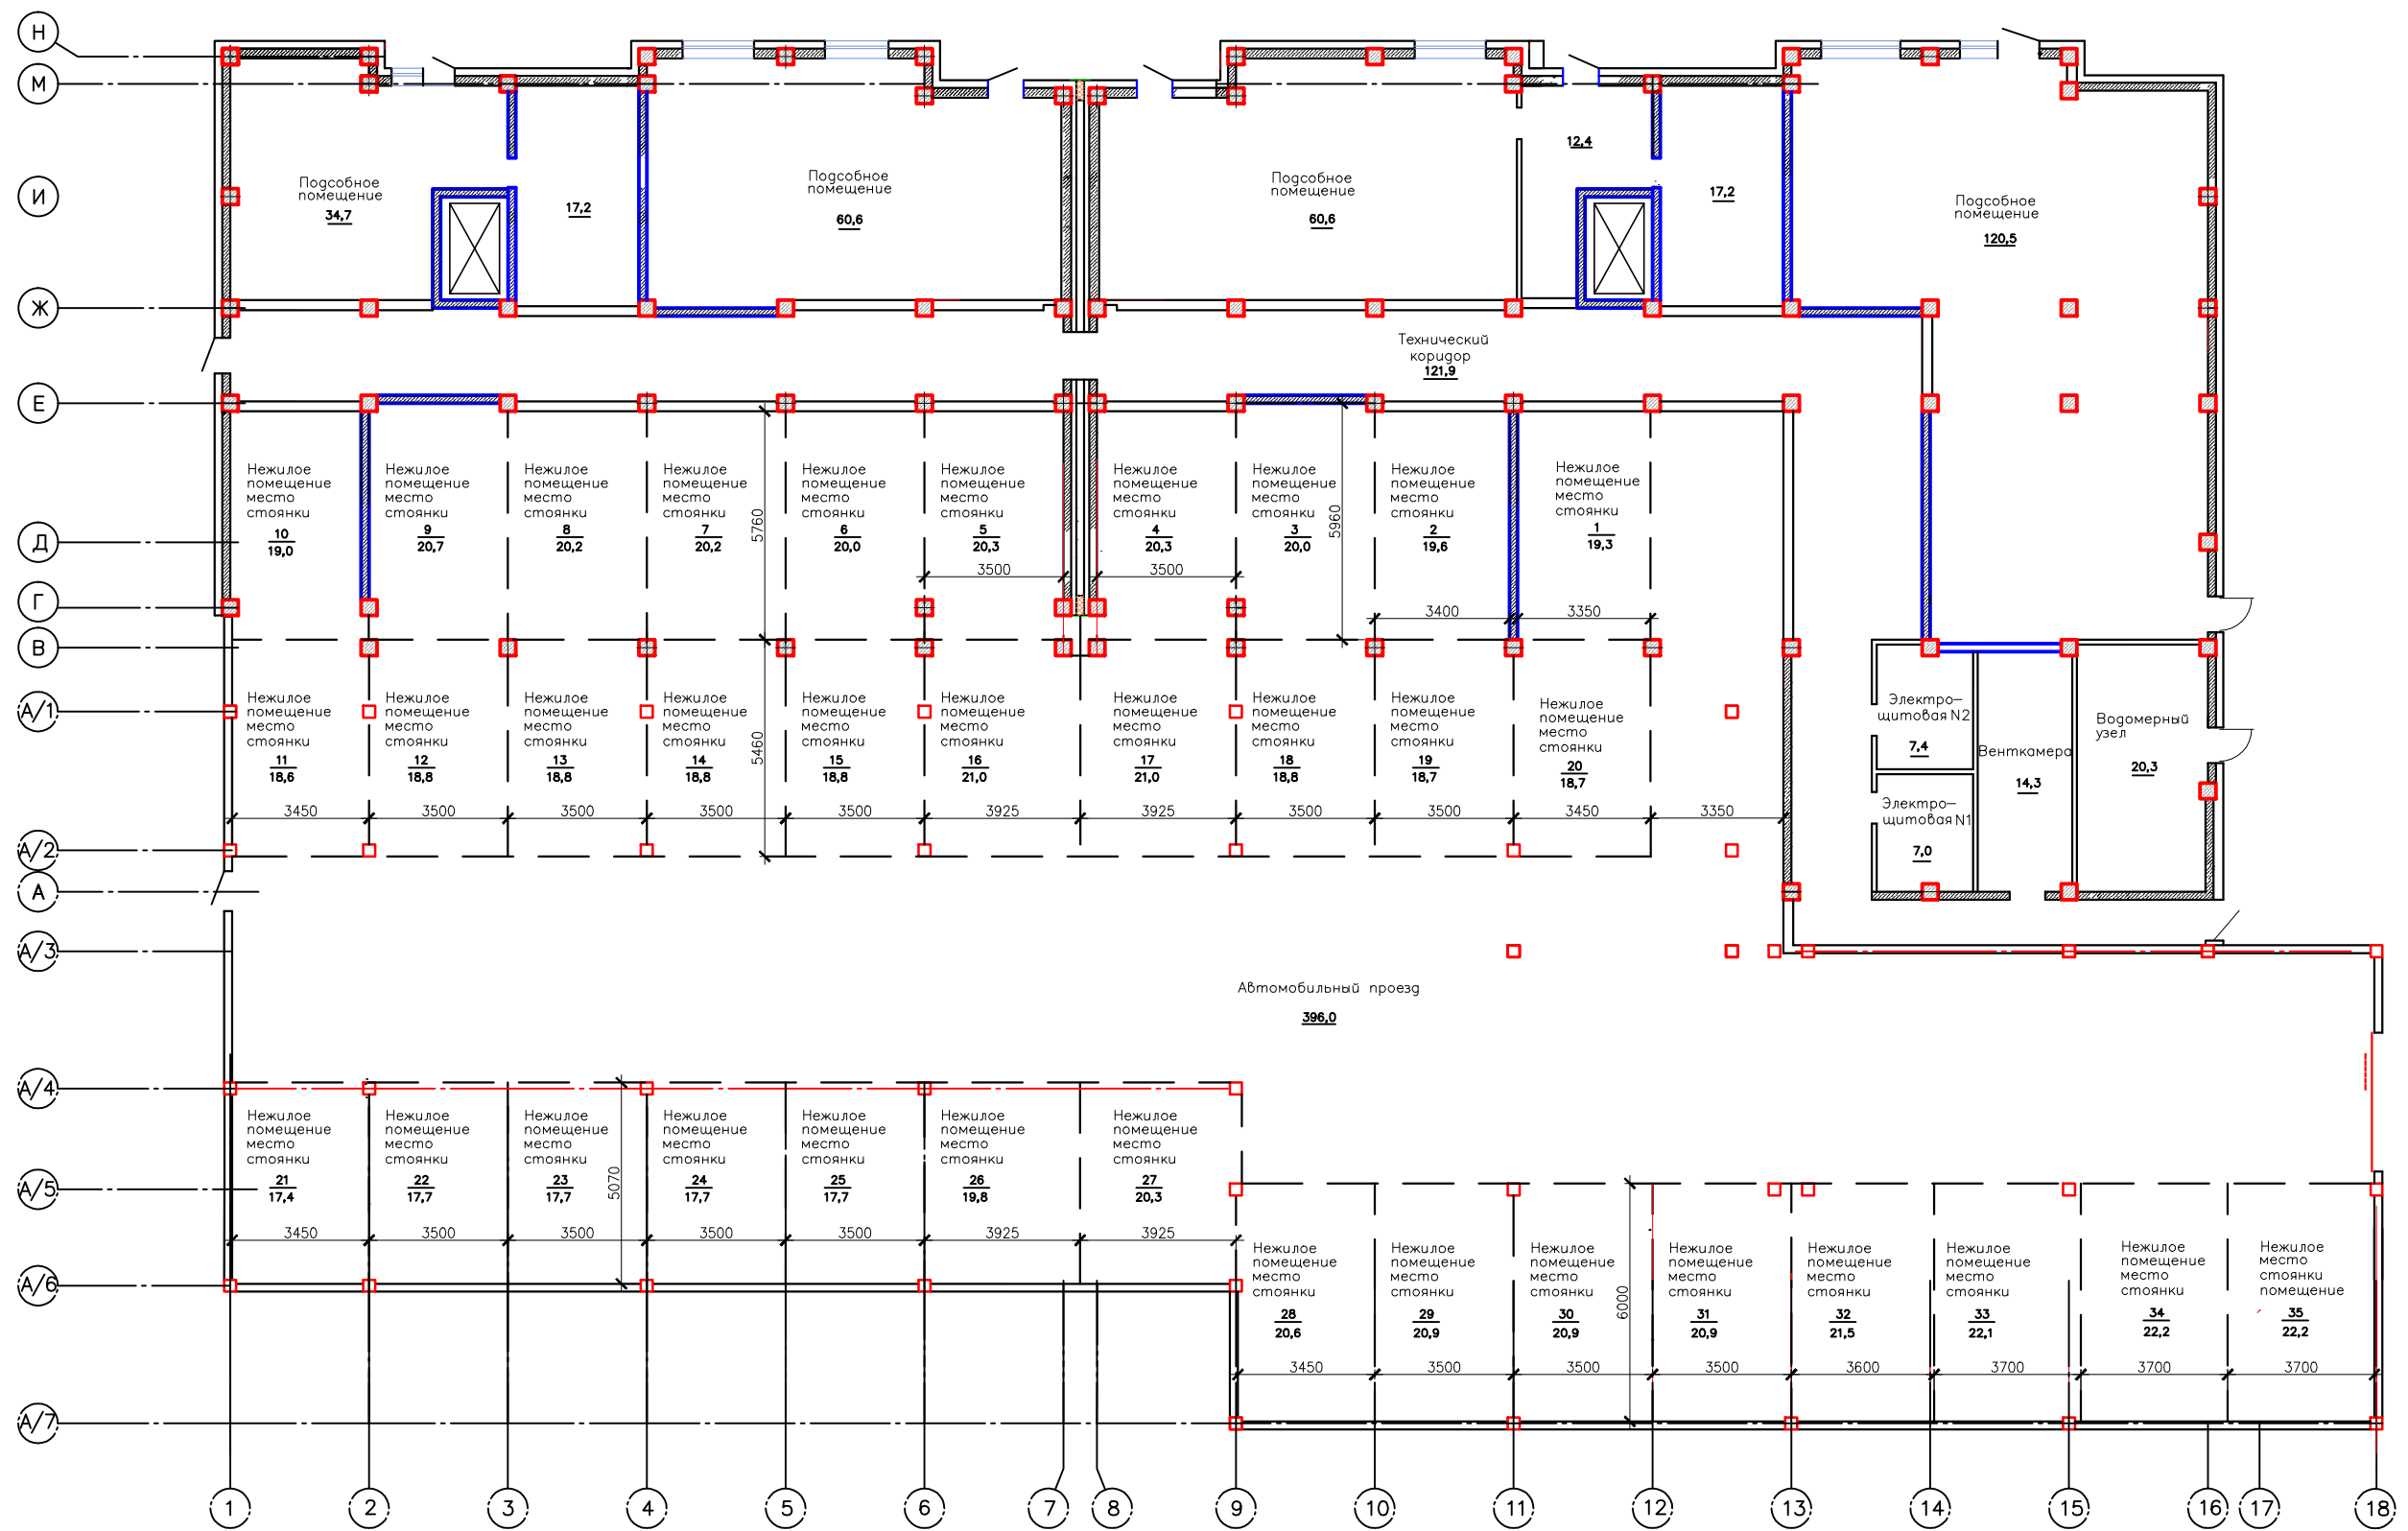 Н
М
И
Ж
Е
Д
Г
В
А/1
А/2
А
А/3
А/4
А/5
А/6
А/7
Подсобное
помещение
34,7
17,2
Подсобное
помещение
60,6
Подсобное
помещение
60,6
12,4
17,2
Подсобное
помещение
120,5
Технический
коридор
121,9
Нежилое
помещение
место
стоянки
10
19,0
Нежилое
помещение
место
стоянки
9
20,7
Нежилое
помещение
место
стоянки
8
20,2
Нежилое
помещение
место
стоянки
7
20,2
5760
Нежилое
помещение
место
стоянки
6
20,0
Нежилое
помещение
место
стоянки
5
20,3
3500
Нежилое
помещение
место
стоянки
4
20,3
3500
Нежилое
помещение
место
стоянки
3
20,0
5960
Нежилое
помещение
место
стоянки
2
19,6
3400
Нежилое
помещение
место
стоянки
1
19,3
3350
Нежилое
помещение
место
стоянки
11
18,6
Нежилое
помещение
место
стоянки
12
18,8
Нежилое
помещение
место
стоянки
13
18,8
Нежилое
помещение
место
стоянки
14
18,8
5460
Нежилое
помещение
место
стоянки
15
18,8
Нежилое
помещение
место
стоянки
16
21,0
Нежилое
помещение
место
стоянки
17
21,0
Нежилое
помещение
место
стоянки
18
18,8
Нежилое
помещение
место
стоянки
19
18,7
Нежилое
помещение
место
стоянки
20
18,7
3450
3500
3500
3500
3500
3925
3925
3500
3500
3450
3350
Электро–
щитовая N2
7,4
Электро–
щитовая N1
7,0
Венткамера
14,3
Водомерный
узел
20,3
Автомобильный проезд
396,0
Нежилое
помещение
место
стоянки
21
17,4
Нежилое
помещение
место
стоянки
22
17,7
Нежилое
помещение
место
стоянки
23
17,7
5070
Нежилое
помещение
место
стоянки
24
17,7
Нежилое
помещение
место
стоянки
25
17,7
Нежилое
помещение
место
стоянки
26
19,8
Нежилое
помещение
место
стоянки
27
20,3
3450
3500
3500
3500
3500
3925
3925
Нежилое
помещение
место
стоянки
28
20,6
Нежилое
помещение
место
стоянки
29
20,9
Нежилое
помещение
место
стоянки
30
20,9
6000
Нежилое
помещение
место
стоянки
31
20,9
Нежилое
помещение
место
стоянки
32
21,5
Нежилое
помещение
место
стоянки
33
22,1
Нежилое
помещение
место
стоянки
34
22,2
Нежилое
место
стоянки
помещение
35
22,2
3450
3500
3500
3500
3600
3700
3700
3700
1
2
3
4
5
6
7
8
9
10
11
12
13
14
15
16
17
18